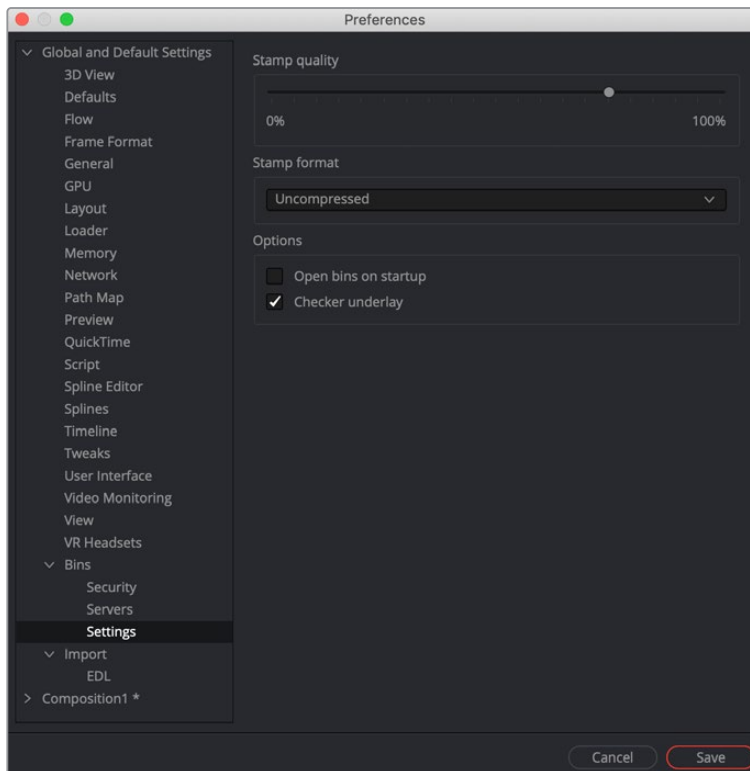 Preferences
Global and Default Settings
3D View
Defaults
Flow
Frame Format
General
GPU
Layout
Loader
Memory
Network
Path Map
Preview
QuickTime
Script
Spline Editor
Splines
Timeline
Tweaks
User Interface
Video Monitoring
View
VR Headsets
Bins
Security
Servers
Settings
Import
EDL
Composition1 *
Stamp quality
0% 100%
Stamp format
Uncompressed
Options
Open bins on startup
Checker underlay
Cancel Save